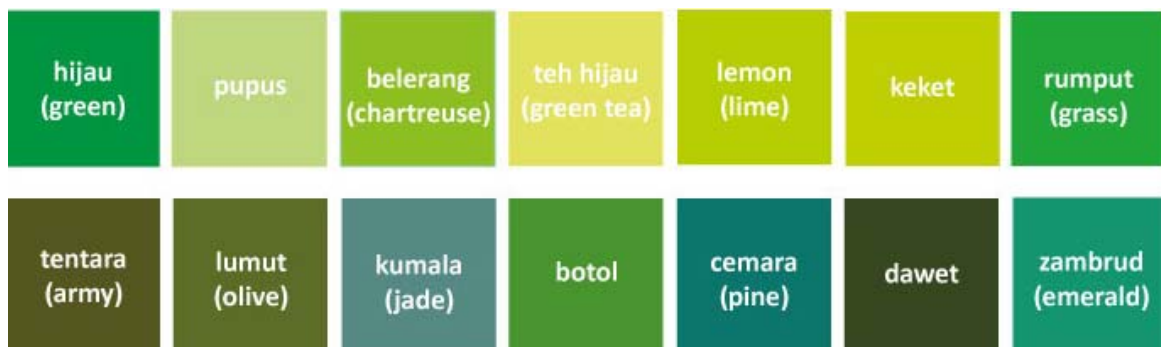 hijau
(green)
pupus
belerang
(chartreuse)
teh hijau
(green tea)
lemon
(lime)
keket
rumput
(grass)
tentara
(army)
lumut
(olive)
kumala
(jade)
botol
cemara
(pine)
dawet
zambrud
(emerald)